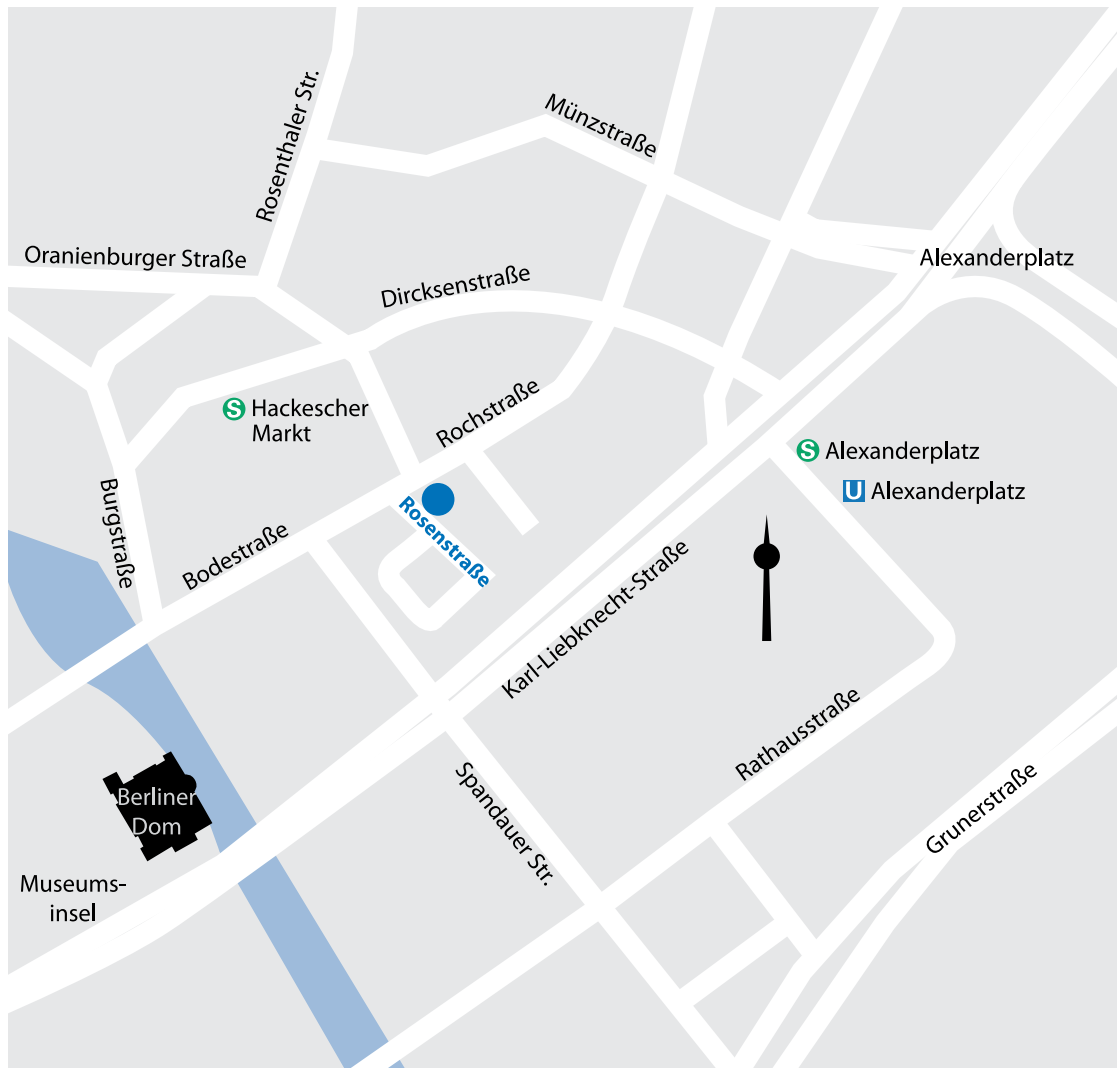 Rosenthaler Str.
Münzstraße
Oranienburger Straße
Alexanderplatz
Dircksenstraße
S Hackescher
Markt
Rochstraße
S Alexanderplatz
U Alexanderplatz
Burgstraße
Bodestraße
Rosenstraße
Karl-Liebknecht-Straße
Rathausstraße
Berliner
Dom
Spandauer Str.
Grunerstraße
Museums-
insel